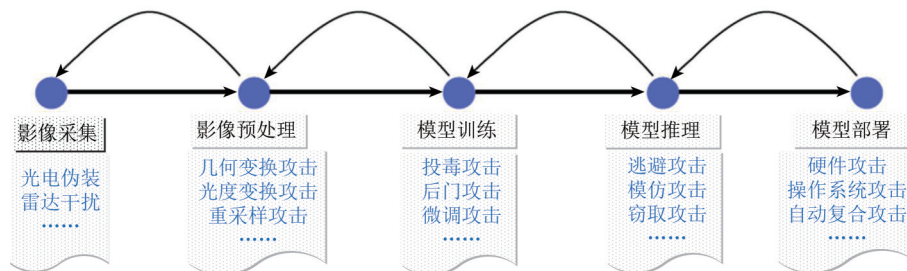 影像采集
光电伪装
雷达干扰
……
影像预处理
几何变换攻击
光度变换攻击
重采样攻击
……
模型训练
投毒攻击
后门攻击
微调攻击
……
模型推理
逃避攻击
模仿攻击
窃取攻击
……
模型部署
硬件攻击
操作系统攻击
自动复合攻击
……